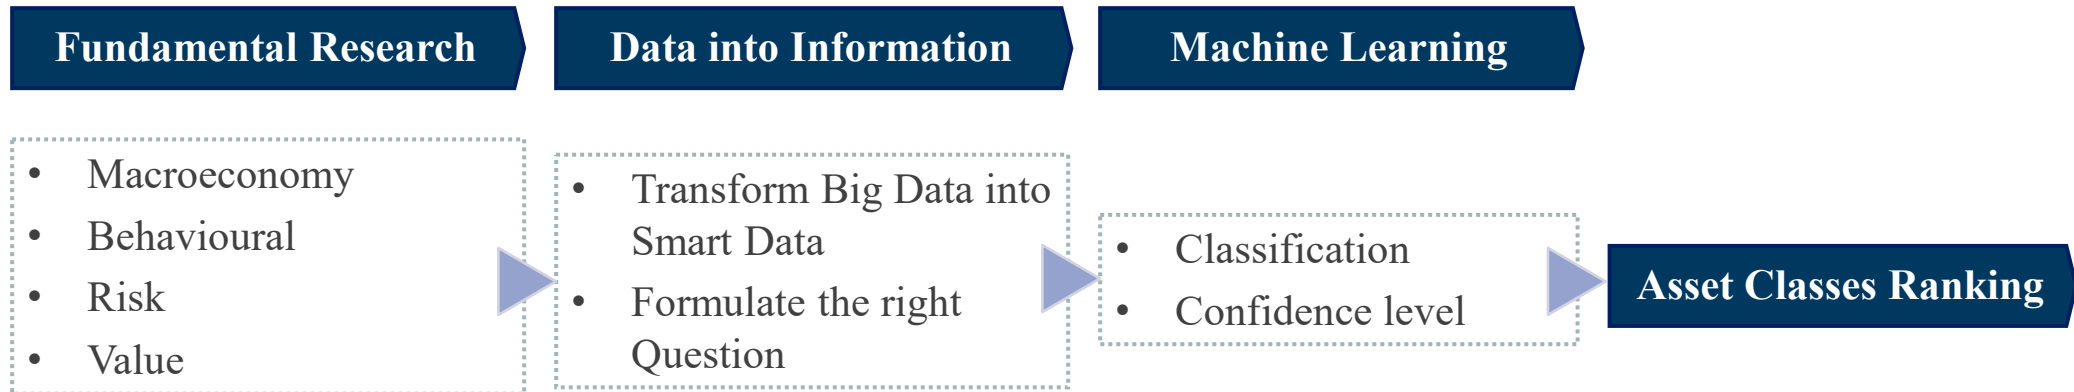 Fundamental Research
Data into Information
Machine Learning
• Macroeconomy
• Behavioural
• Risk
• Value
• Transform Big Data into
Smart Data
• Formulate the right
Question
• Classification
• Confidence level
Asset Classes Ranking